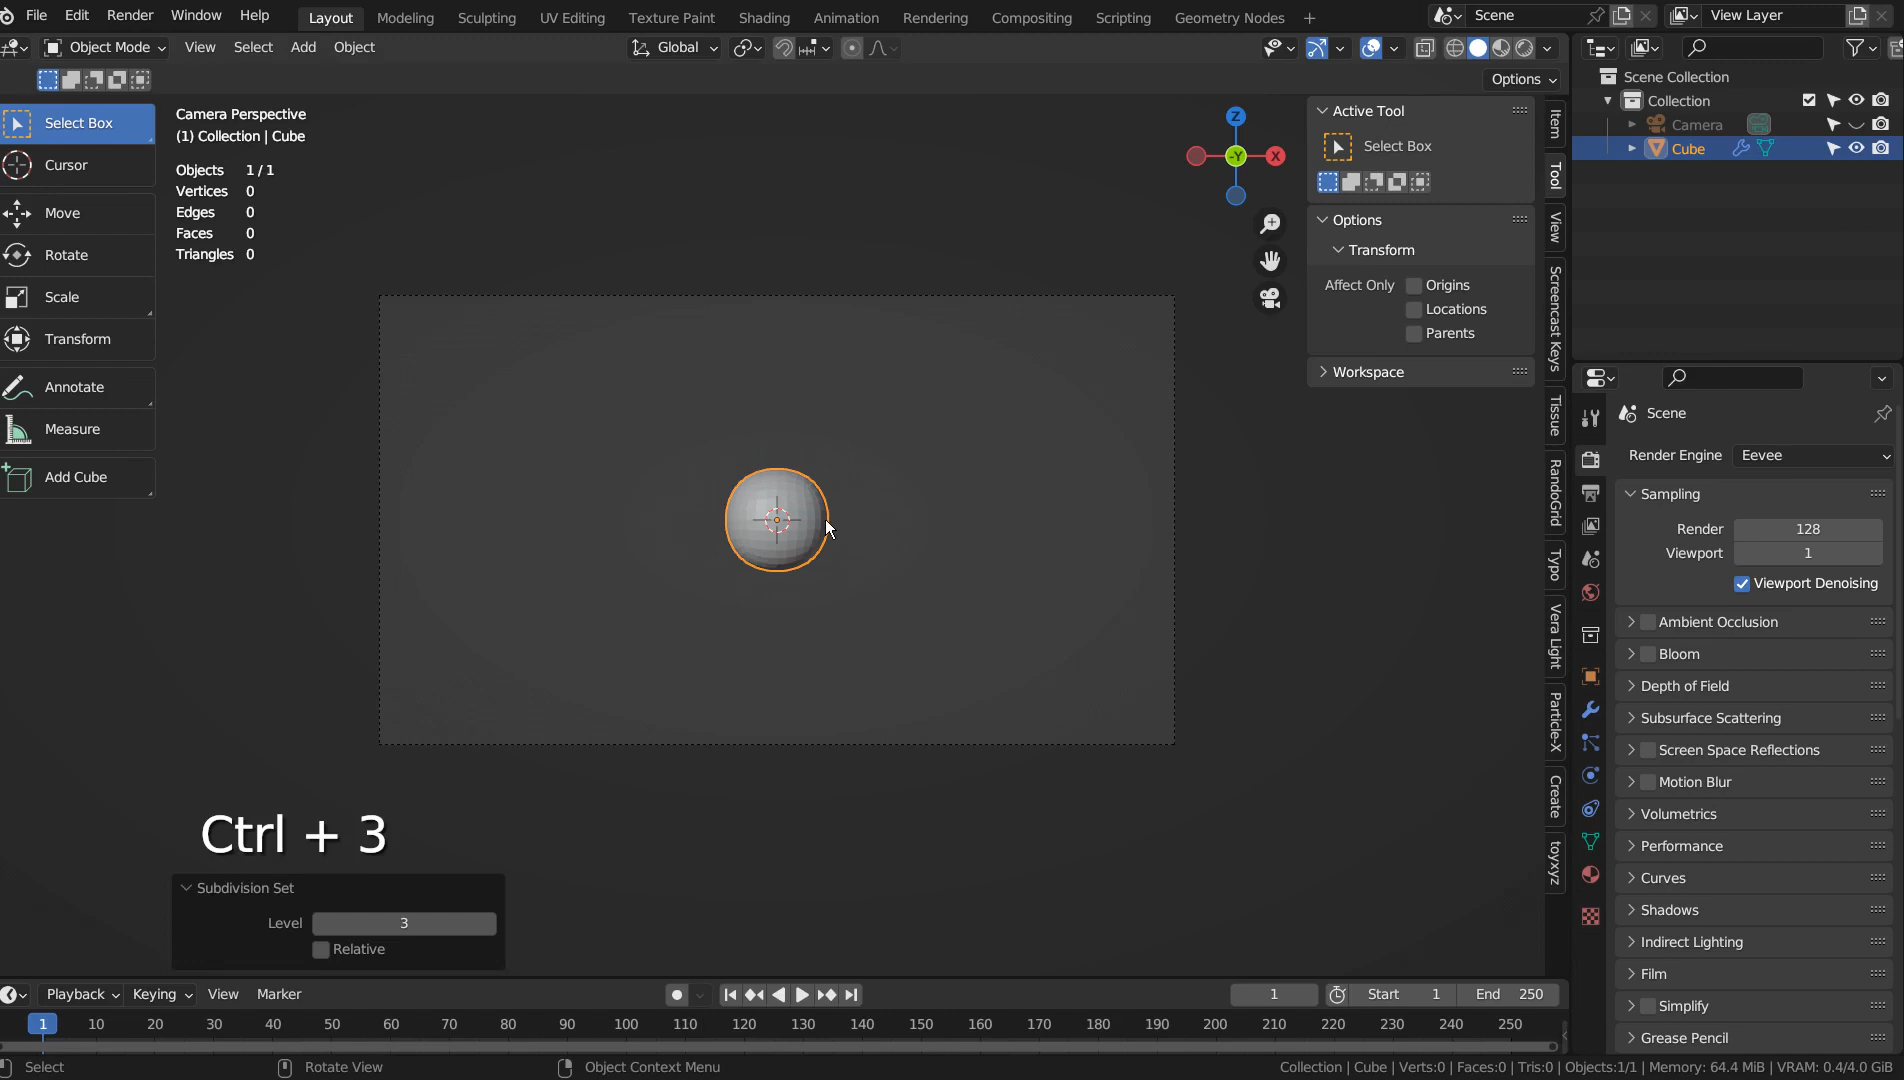 File Edit Render Window Help Layout Modeling Sculpting UV Editing Texture Paint Shading Animation Rendering Compositing Scripting Geometry Nodes + Scene View Layer
Object Mode View Select Add Object Global
Options
Select Box
Cursor
Move
Rotate
Scale
Transform
Annotate
Measure
Add Cube
Camera Perspective
(1) Collection | Cube
Objects 1 / 1
Vertices 0
Edges 0
Faces 0
Triangles 0
Z
X
-Y
Active Tool
Select Box
Options
Transform
Affect Only Origins
Locations
Parents
Workspace
Item
Tool
View
Screencast Keys
Tissue
RandoGrid
Typo
Vera Light
Particle-X
Create
toyxyz
Scene Collection
Collection
Camera
Cube
Scene
Render Engine Eevee
Sampling
Render 128
Viewport 1
Viewport Denoising
Ambient Occlusion
Bloom
Depth of Field
Subsurface Scattering
Screen Space Reflections
Motion Blur
Volumetrics
Performance
Curves
Shadows
Indirect Lighting
Film
Simplify
Grease Pencil
Ctrl + 3
Subdivision Set
Level 3
Relative
Playback Keying View Marker 1 Start 1 End 250
1 10 20 30 40 50 60 70 80 90 100 110 120 130 140 150 160 170 180 190 200 210 220 230 240 250
Select Rotate View Object Context Menu Collection | Cube | Verts:0 | Faces:0 | Tris:0 | Objects:1/1 | Memory: 64.4 MiB | VRAM: 0.4/4.0 GiB